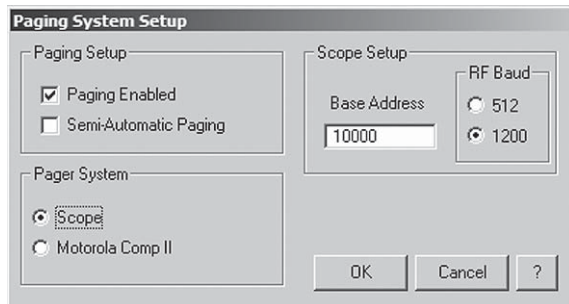 Paging System Setup
Paging Setup
Paging Enabled
Semi-Automatic Paging
Pager System
Scope
Motorola Comp II
Scope Setup
Base Address
10000
RF Baud
512
1200
OK
Cancel
?